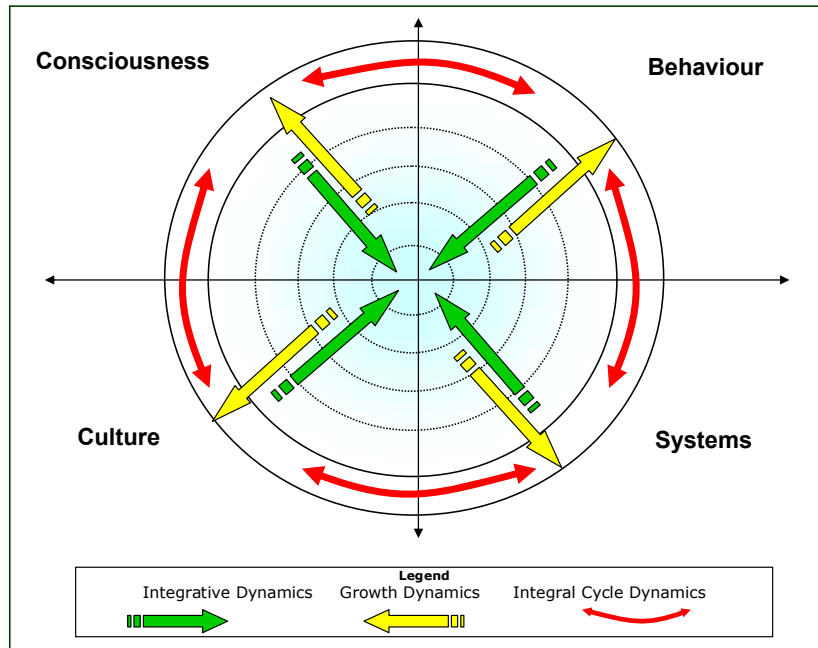 Consciousness
Behaviour
Culture
Systems
Legend
Integrative Dynamics Growth Dynamics Integral Cycle Dynamics